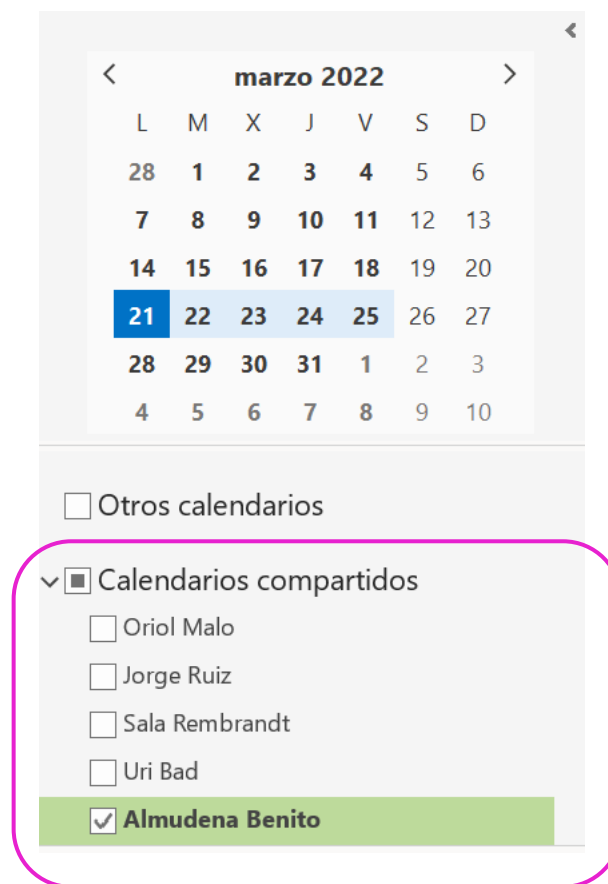 marzo 2022
L M X J V S D
28 1 2 3 4 5 6
7 8 9 10 11 12 13
14 15 16 17 18 19 20
21 22 23 24 25 26 27
28 29 30 31 1 2 3
4 5 6 7 8 9 10
Otros calendarios
Calendarios compartidos
Oriol Malo
Jorge Ruiz
Sala Rembrandt
Uri Bad
Almudena Benito